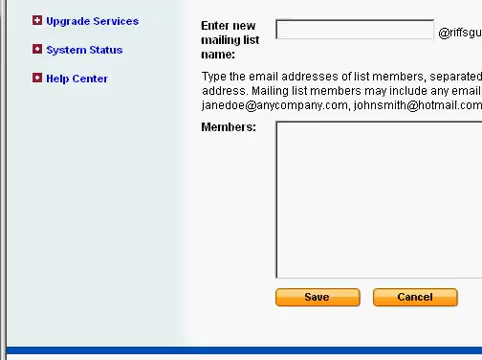 Upgrade Services
System Status
Help Center
Enter new
mailing list
name:
@riffsgu
Type the email addresses of list members, separated
address. Mailing list members may include any email
janedoe@anycompany.com, johnsmith@hotmail.com
Members:
Save
Cancel